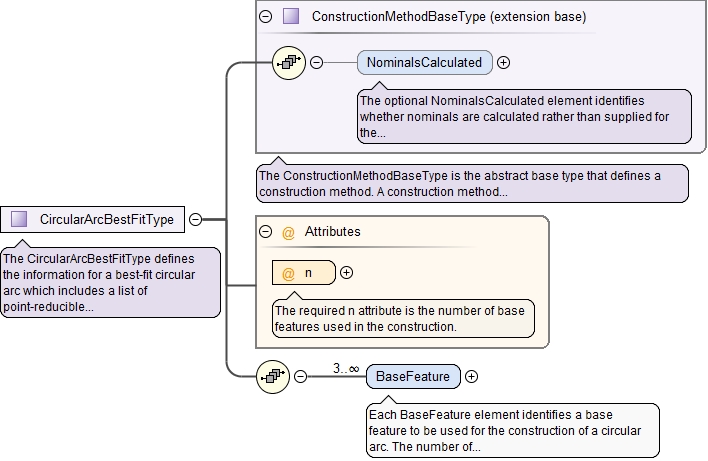 ConstructionMethodBaseType (extension base)
NominalsCalculated
The optional NominalsCalculated element identifies
whether nominals are calculated rather than supplied for
the...
The ConstructionMethodBaseType is the abstract base type that defines a
construction method. A construction method...
CircularArcBestFitType
The CircularArcBestFitType defines
the information for a best-fit circular
arc which includes a list of
point-reducible...
@ Attributes
@ n
The required n attribute is the number of base
features used in the construction.
3..∞
BaseFeature
Each BaseFeature element identifies a base
feature to be used for the construction of a circular
arc. The number of...